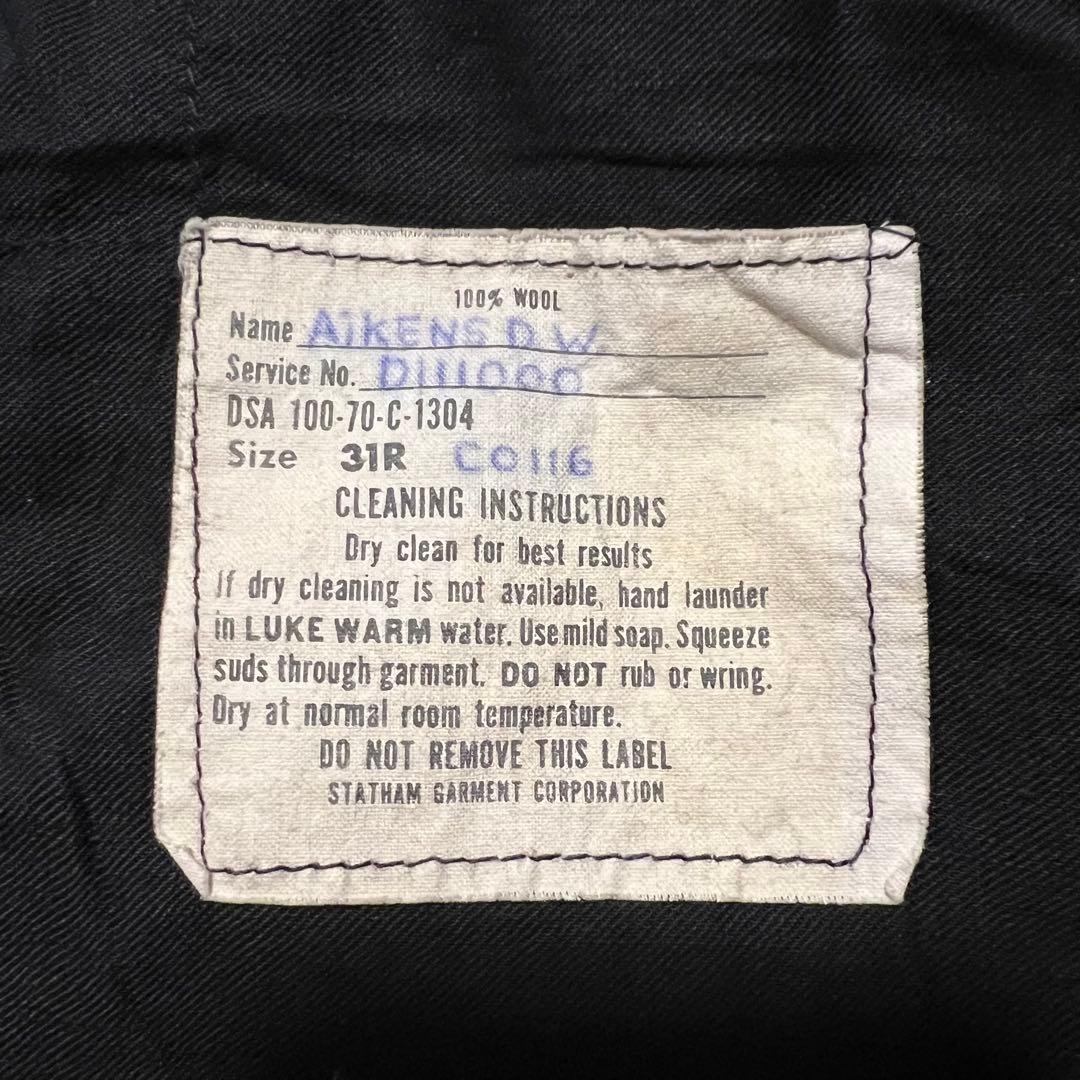 100% WOOL
Name AIKENS D.W.
Service No. D111000
DSA 100-70-C-1304
Size 31R CO116
CLEANING INSTRUCTIONS
Dry clean for best results
If dry cleaning is not available, hand launder
in LUKE WARM water. Use mild soap. Squeeze
suds through garment. DO NOT rub or wring.
Dry at normal room temperature.
DO NOT REMOVE THIS LABEL
STATHAM GARMENT CORPORATION